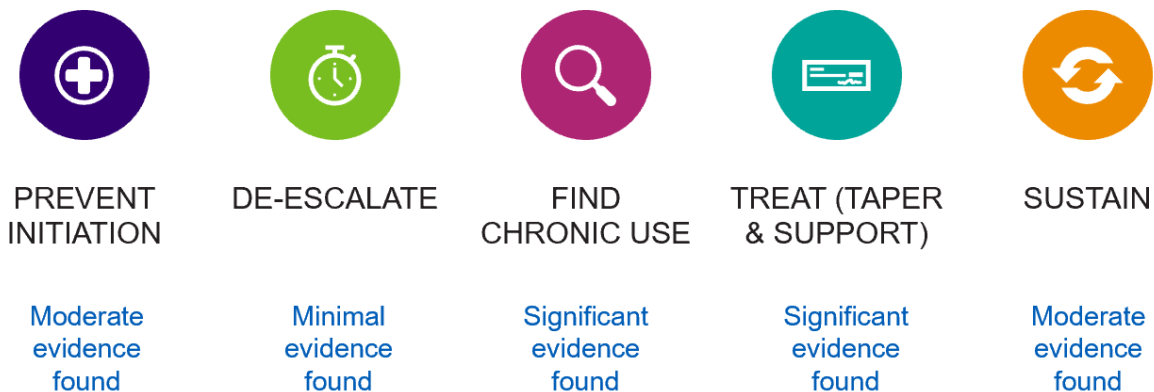 PREVENT
INITIATION
DE-ESCALATE
FIND
CHRONIC USE
TREAT (TAPER
& SUPPORT)
SUSTAIN
Moderate
evidence
found
Minimal
evidence
found
Significant
evidence
found
Significant
evidence
found
Moderate
evidence
found